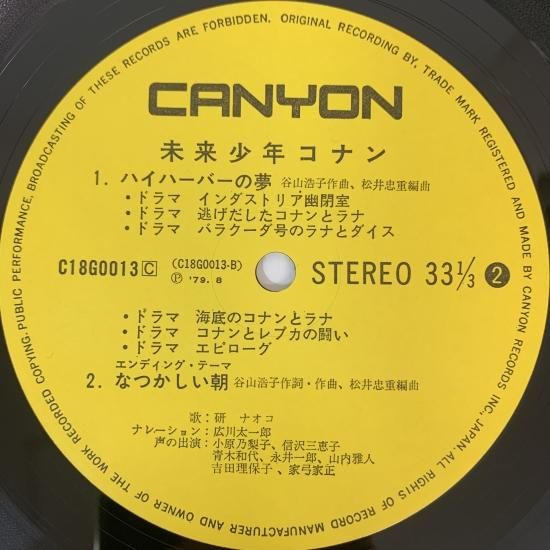 BROADCASTING OF THESE RECORDS ARE FORBIDDEN. ORIGINAL RECORDING BY, TRADE MARK REGISTERED AND MADE BY CANYON RECORDS INC., JAPAN. ALL RIGHTS OF RECORD MANUFACTURER AND OWNER OF THE WORK RECORDED COPYING·PUBLIC PERFORMANCE,
CANYON
未来少年コナン
1. ハイハーバーの夢 谷山浩子作曲、松井忠重編曲
・ドラマ インダストリア幽閉室
・ドラマ 逃げだしたコナンとラナ
・ドラマ バラクーダ号のラナとダイス
C18G0013 C (C18G0013-B) STEREO 33⅓ 2
Ⓟ '79. 8
・ドラマ 海底のコナンとラナ
・ドラマ コナンとレプカの闘い
・ドラマ エピローグ
エンディング・テーマ
2. なつかしい朝 谷山浩子作詞・作曲、松井忠重編曲
歌：研 ナオコ
ナレーション：広川太一郎
声の出演：小原乃梨子、信沢三恵子
青木和代、永井一郎、山内雅人
吉田理保子、家弓家正